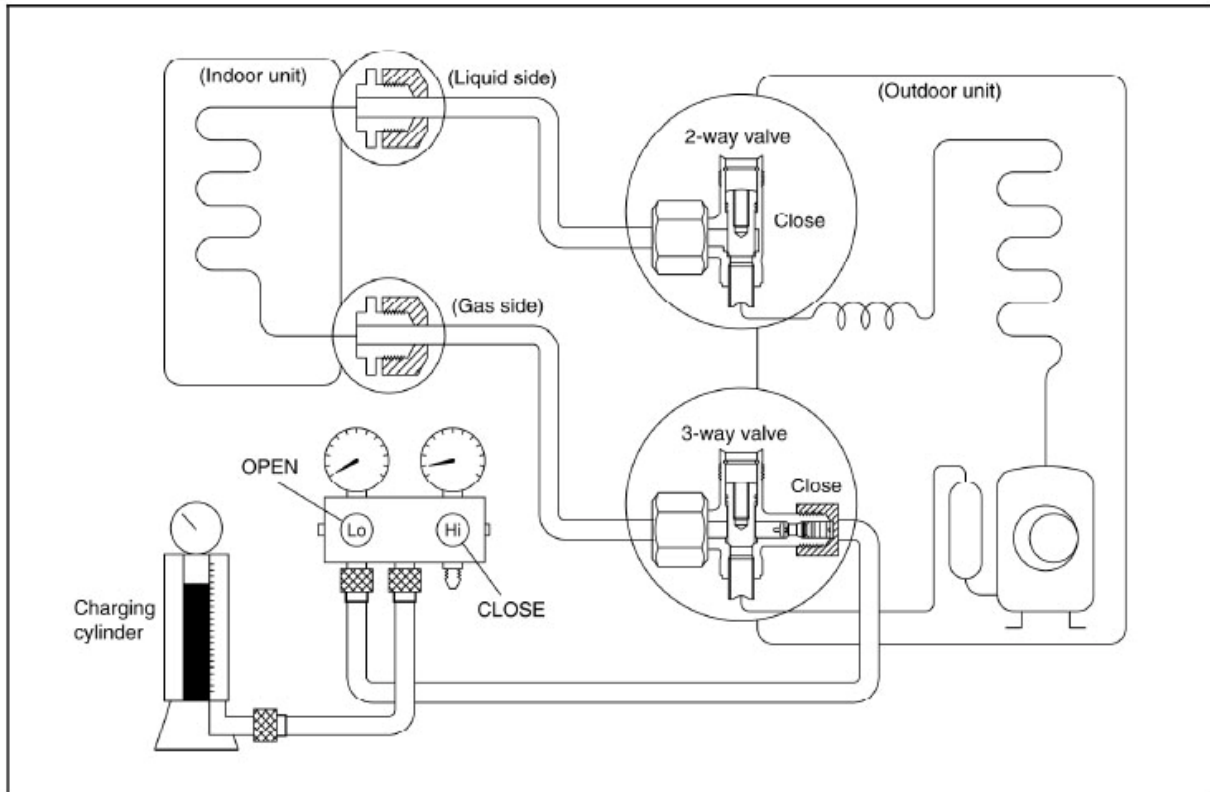 (Indoor unit)
(Liquid side)
(Outdoor unit)
2-way valve
Close
(Gas side)
3-way valve
Close
OPEN
Lo
Hi
CLOSE
Charging
cylinder